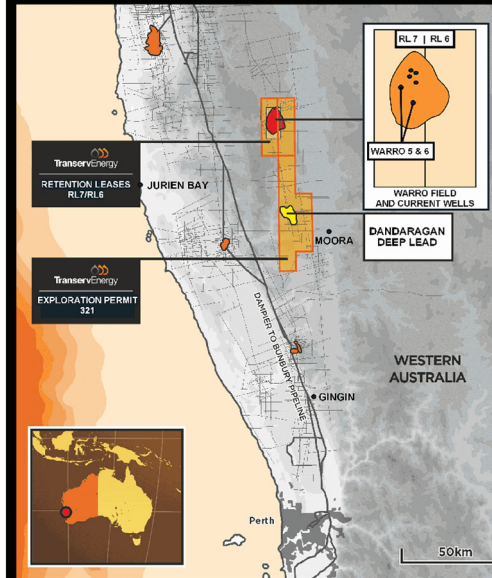 RL 7 | RL 6
WARRO 5 & 6
WARRO FIELD
AND CURRENT WELLS
TranservEnergy
RETENTION LEASES
RL7/RL6
JURIEN BAY
MOORA
DANDARAGAN
DEEP LEAD
TranservEnergy
EXPLORATION PERMIT
321
DAMPIER TO BUNBURY PIPELINE
WESTERN
AUSTRALIA
GINGIN
Perth
50km